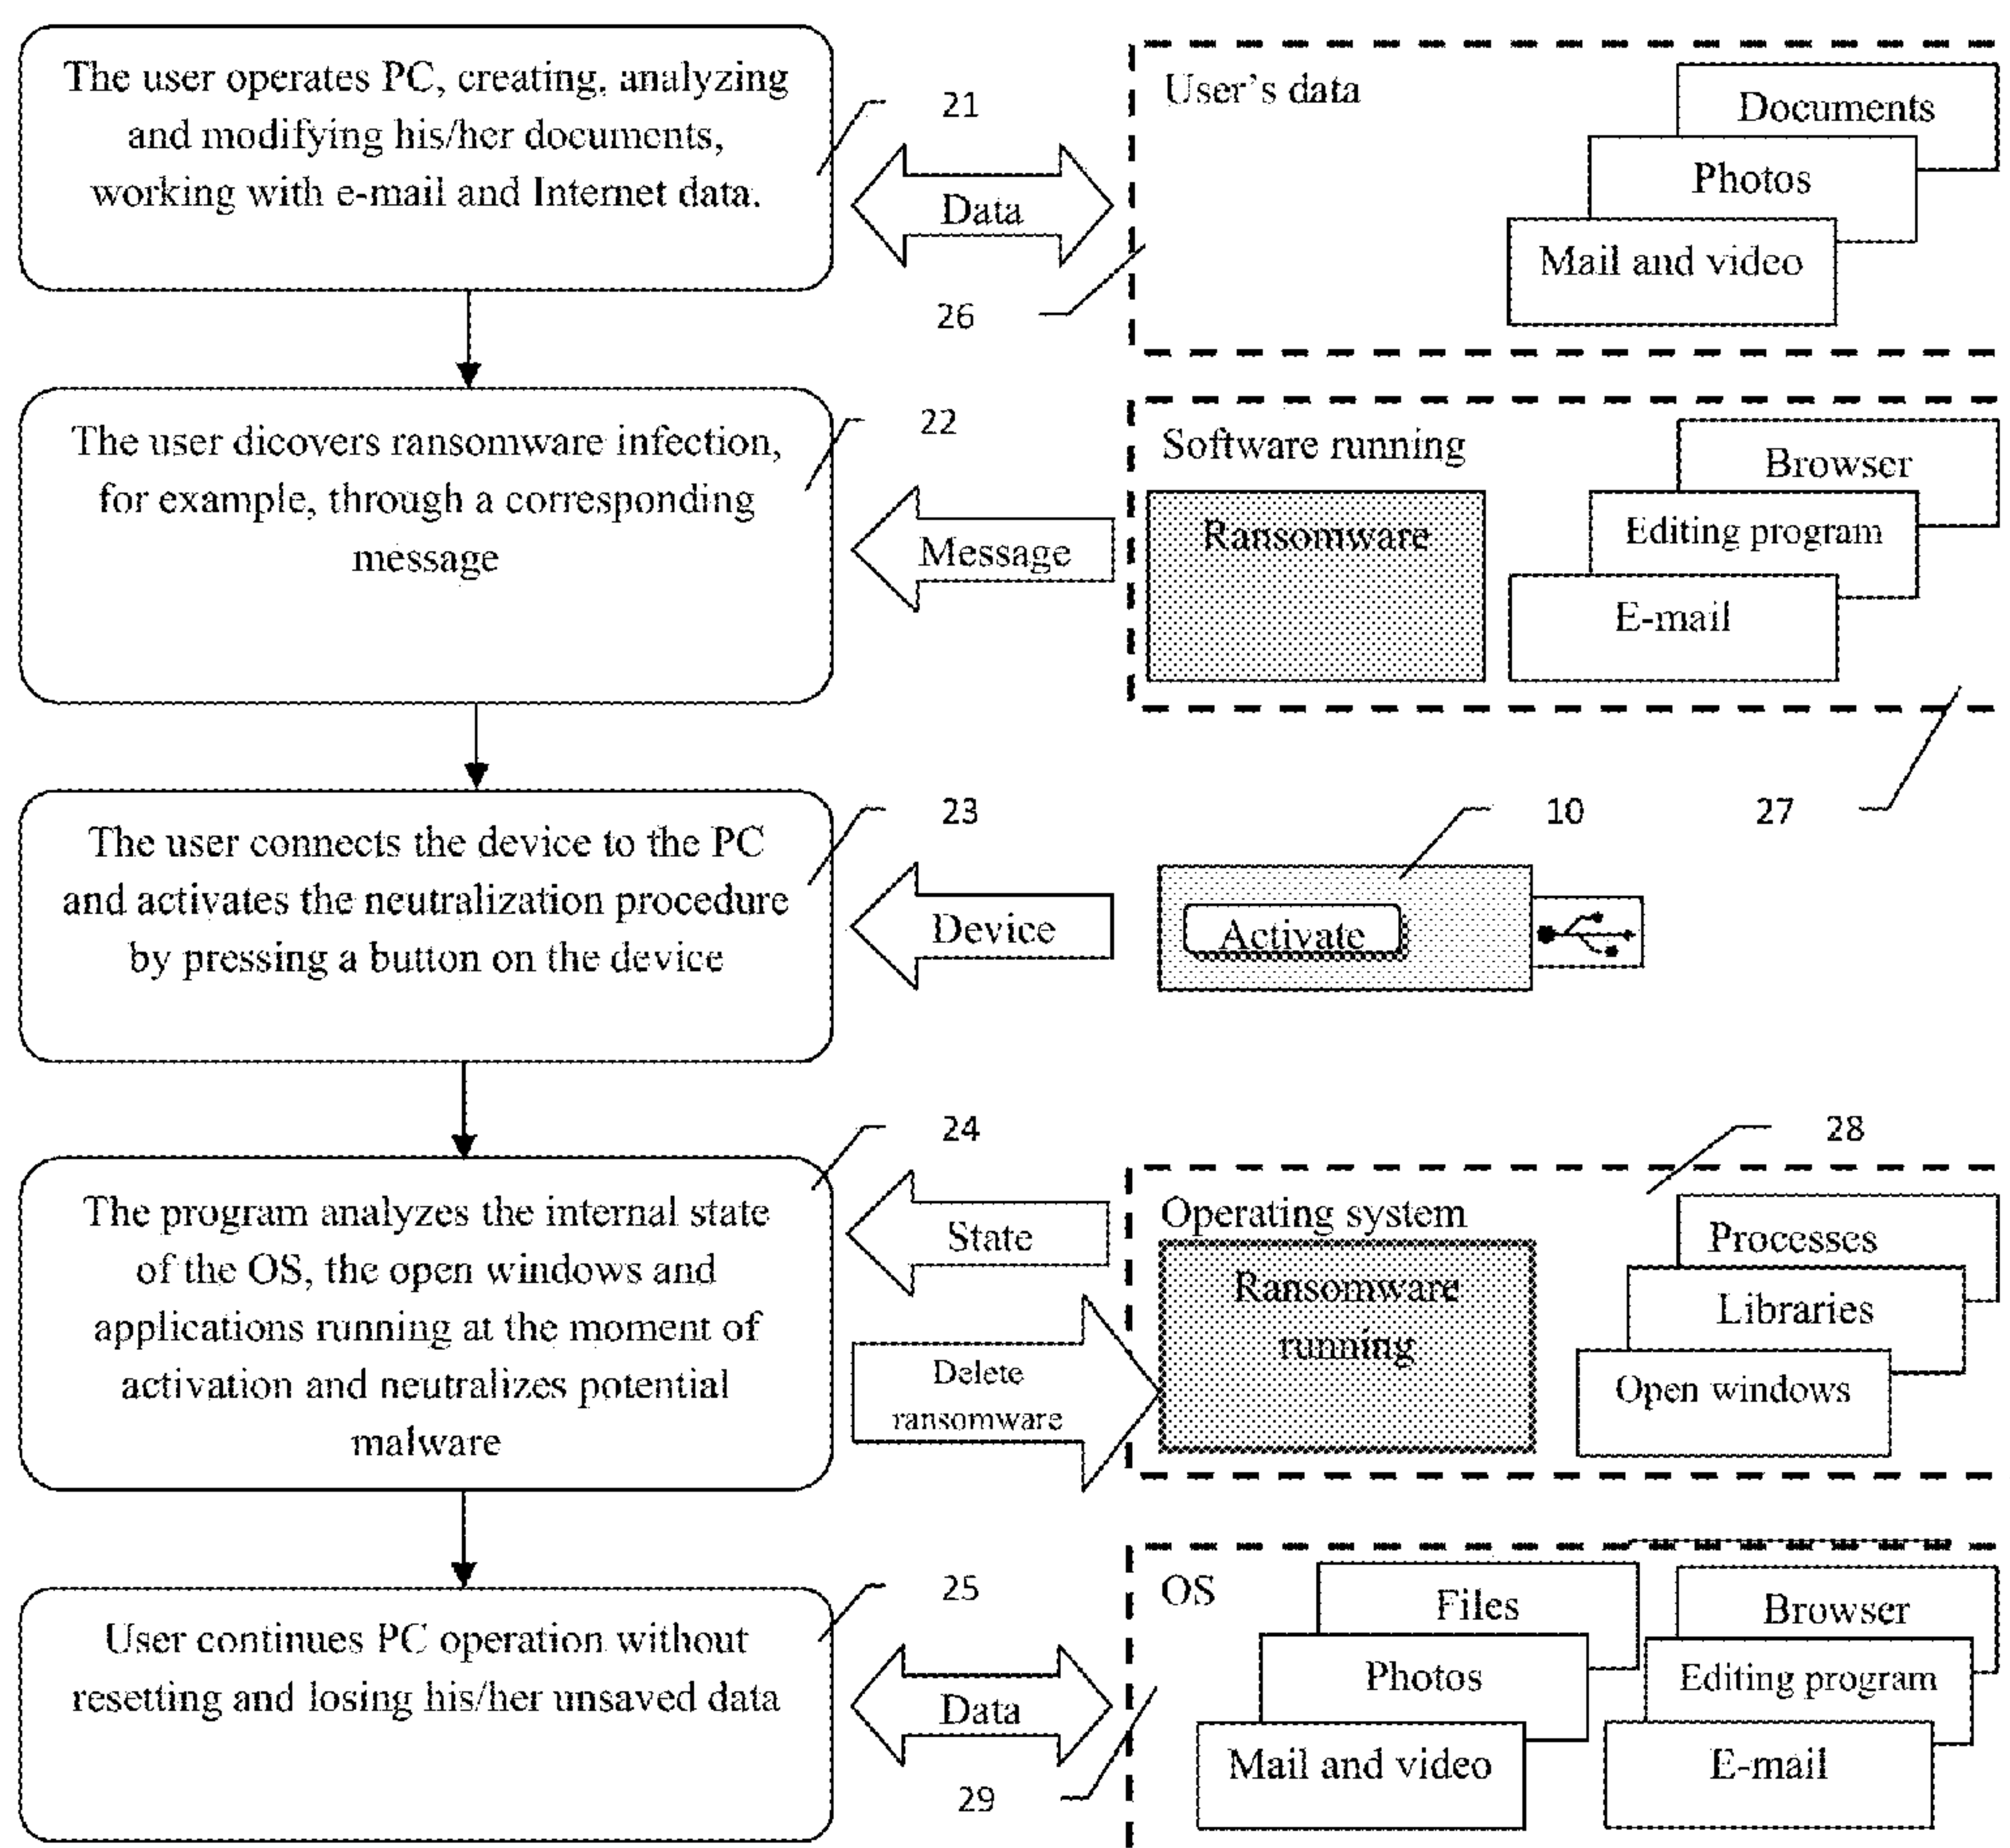 The user operates PC, creating, analyzing
and modifying his/her documents,
working with e-mail and Internet data.
21
Data
26
User's data
Documents
Photos
Mail and video
The user dicovers ransomware infection,
for example, through a corresponding
message
22
Message
Software running
Ransomware
Browser
Editing program
E-mail
27
The user connects the device to the PC
and activates the neutralization procedure
by pressing a button on the device
23
Device
10
Activate
The program analyzes the internal state
of the OS, the open windows and
applications running at the moment of
activation and neutralizes potential
malware
24
State
Delete
ransomware
28
Operating system
Ransomware
running
Processes
Libraries
Open windows
User continues PC operation without
resetting and losing his/her unsaved data
25
Data
29
OS
Files
Photos
Mail and video
Browser
Editing program
E-mail